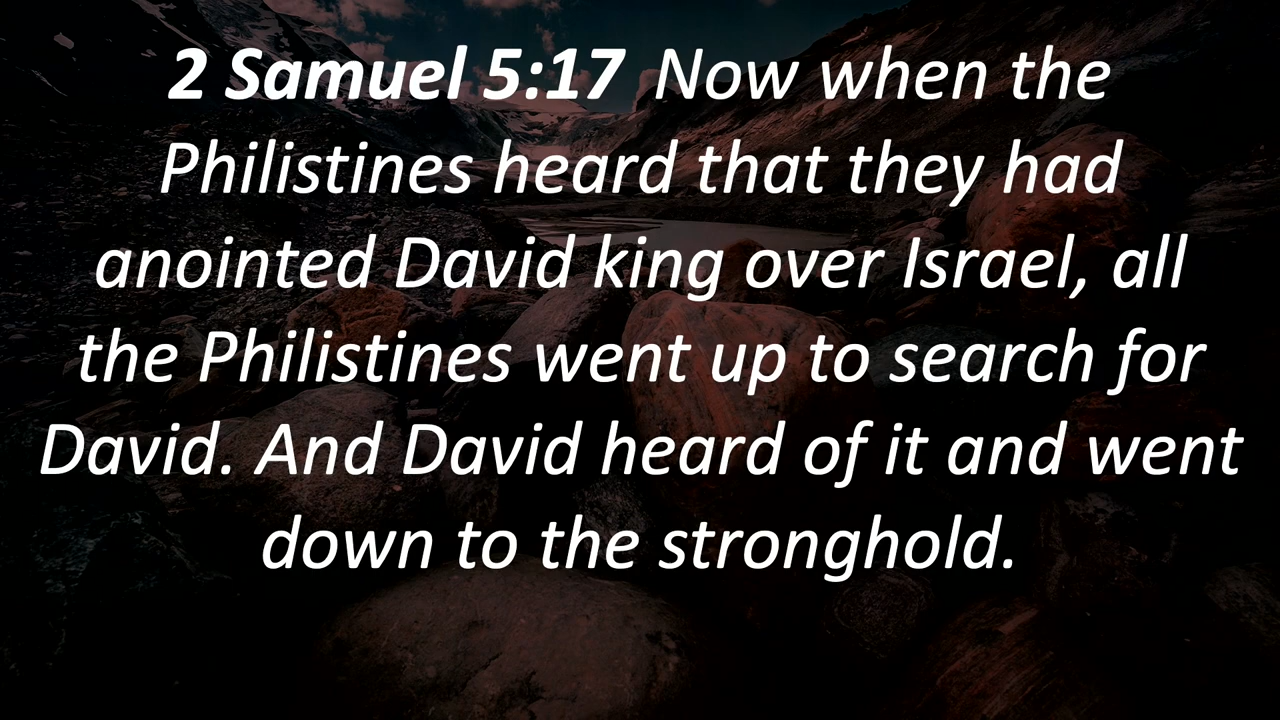 2 Samuel 5:17 Now when the
Philistines heard that they had
anointed David king over Israel, all
the Philistines went up to search for
David. And David heard of it and went
down to the stronghold.